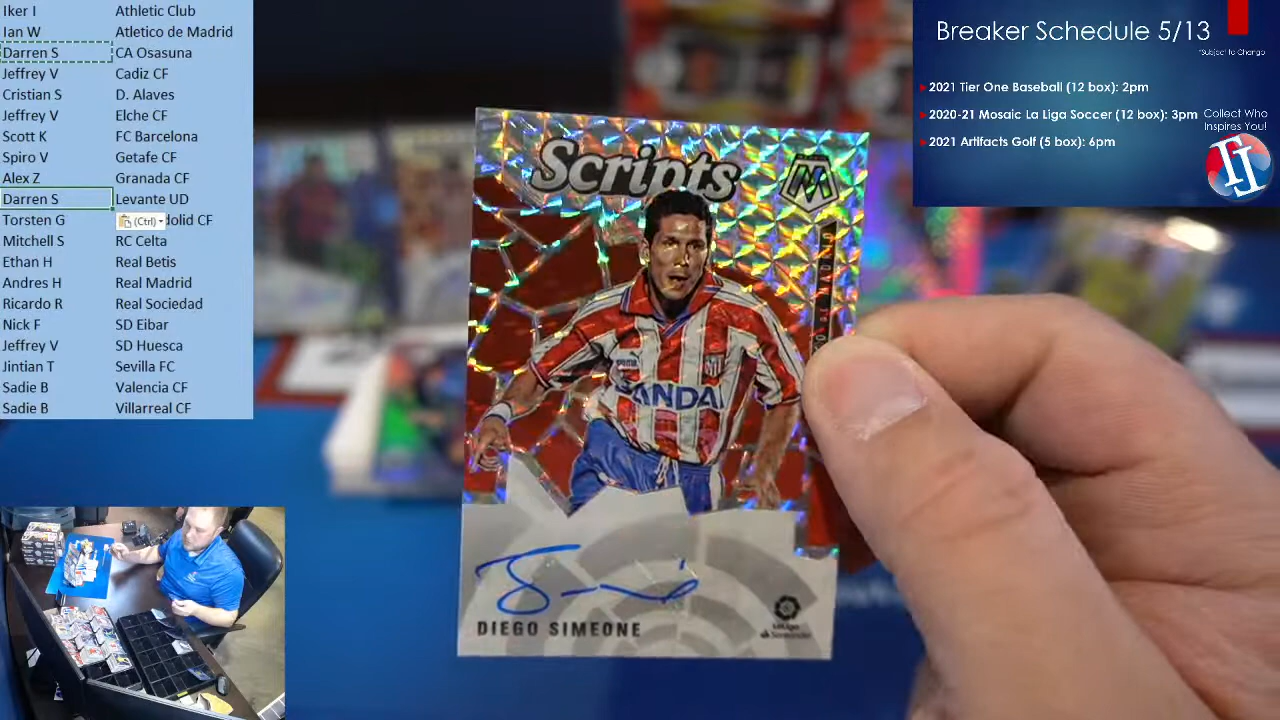 Iker I Athletic Club
Ian W Atletico de Madrid
Darren S CA Osasuna
Jeffrey V Cadiz CF
Cristian S D. Alaves
Jeffrey V Elche CF
Scott K FC Barcelona
Spiro V Getafe CF
Alex Z Granada CF
Darren S Levante UD
Torsten G (Ctrl) dolid CF
Mitchell S RC Celta
Ethan H Real Betis
Andres H Real Madrid
Ricardo R Real Sociedad
Nick F SD Eibar
Jeffrey V SD Huesca
Jintian T Sevilla FC
Sadie B Valencia CF
Sadie B Villarreal CF
Breaker Schedule 5/13
*Subject to Change
2021 Tier One Baseball (12 box): 2pm
2020-21 Mosaic La Liga Soccer (12 box): 3pm
2021 Artifacts Golf (5 box): 6pm
Collect Who
Inspires You!
Scripts
M
PUMA
DIEGO SIMEONE
LaLiga
Santander